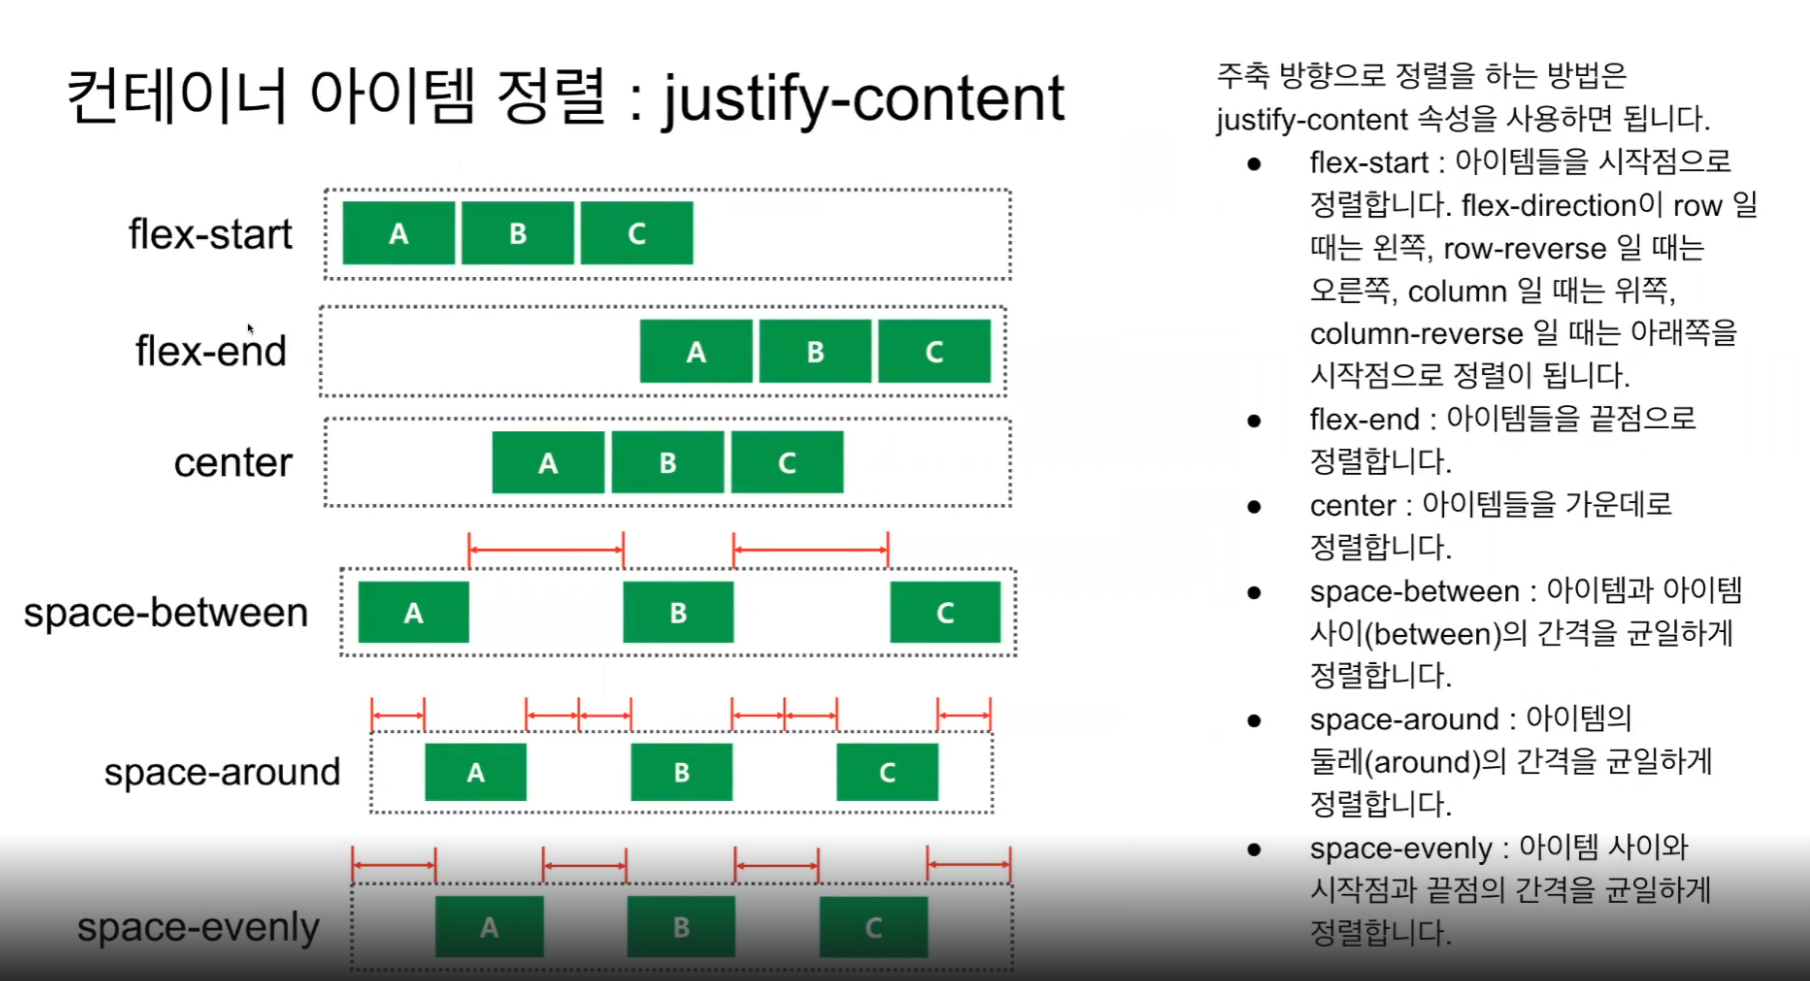 컨테이너 아이템 정렬 : justify-content
flex-start
A B C
flex-end
A B C
center
A B C
space-between
A B C
space-around
A B C
space-evenly
A B C
주축 방향으로 정렬을 하는 방법은
justify-content 속성을 사용하면 됩니다.
● flex-start : 아이템들을 시작점으로
정렬합니다. flex-direction이 row 일
때는 왼쪽, row-reverse 일 때는
오른쪽, column 일 때는 위쪽,
column-reverse 일 때는 아래쪽을
시작점으로 정렬이 됩니다.
● flex-end : 아이템들을 끝점으로
정렬합니다.
● center : 아이템들을 가운데로
정렬합니다.
● space-between : 아이템과 아이템
사이(between)의 간격을 균일하게
정렬합니다.
● space-around : 아이템의
둘레(around)의 간격을 균일하게
정렬합니다.
● space-evenly : 아이템 사이와
시작점과 끝점의 간격을 균일하게
정렬합니다.